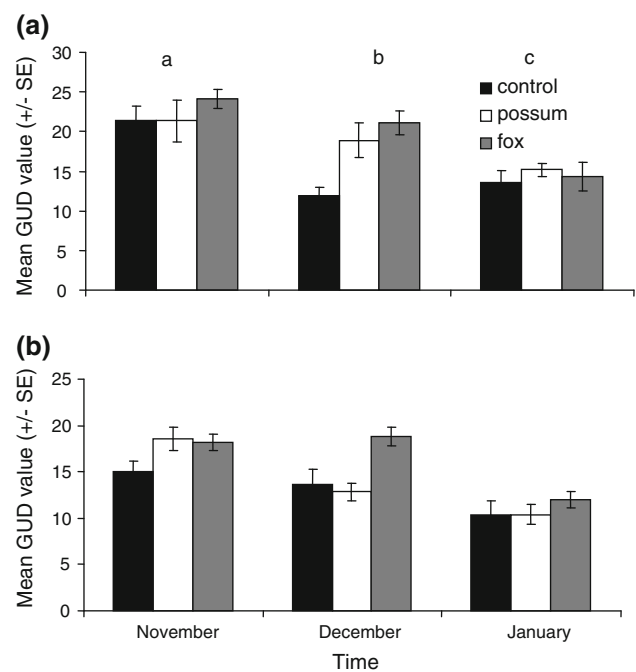 (a)
Mean GUD value (+/- SE)
30
25
20
15
10
5
0
a
b
c
control
possum
fox
(b)
Mean GUD value (+/- SE)
25
20
15
10
5
0
November
December
January
Time